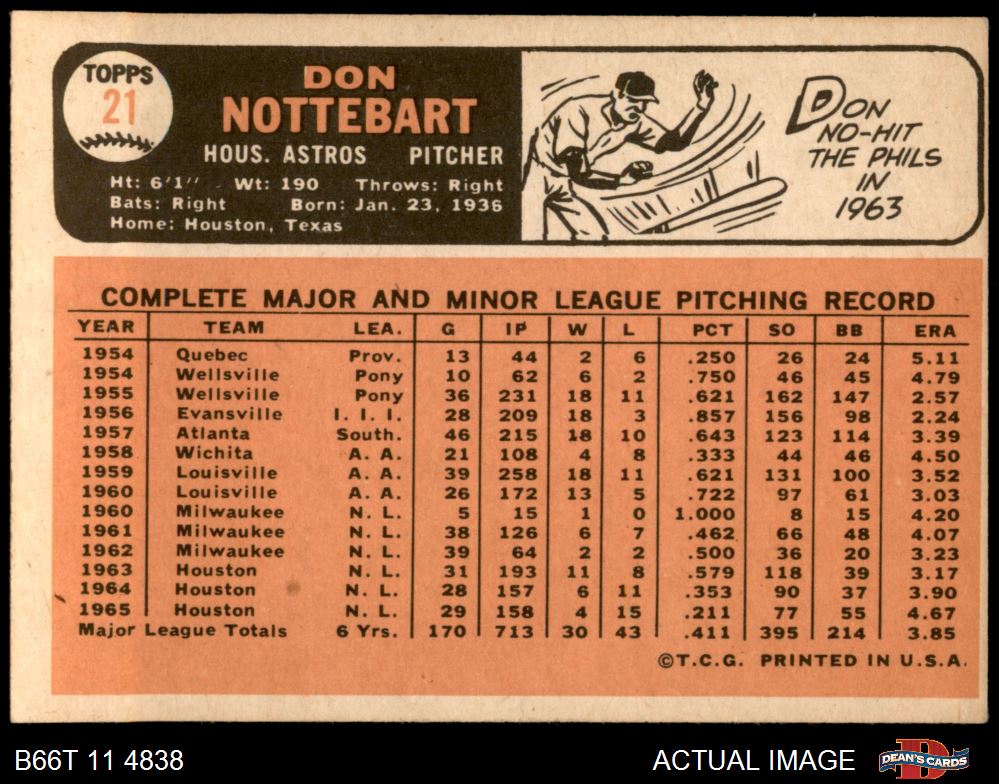 TOPPS
21
DON
NOTTEBART
HOUS. ASTROS PITCHER
Ht: 6'1" Wt: 190 Throws: Right
Bats: Right Born: Jan. 23, 1936
Home: Houston, Texas
DON
NO-HIT
THE PHILS
IN
1963
COMPLETE MAJOR AND MINOR LEAGUE PITCHING RECORD
YEAR TEAM LEA. G IP W L PCT SO BB ERA
1954 Quebec Prov. 13 44 2 6 .250 26 24 5.11
1954 Wellsville Pony 10 62 6 2 .750 46 45 4.79
1955 Wellsville Pony 36 231 18 11 .621 162 147 2.57
1956 Evansville I. I. I. 28 209 18 3 .857 156 98 2.24
1957 Atlanta South. 46 215 18 10 .643 123 114 3.39
1958 Wichita A. A. 21 108 4 8 .333 44 46 4.50
1959 Louisville A. A. 39 258 18 11 .621 131 100 3.52
1960 Louisville A. A. 26 172 13 5 .722 97 61 3.03
1960 Milwaukee N. L. 5 15 1 0 1.000 8 15 4.20
1961 Milwaukee N. L. 38 126 6 7 .462 66 48 4.07
1962 Milwaukee N. L. 39 64 2 2 .500 36 20 3.23
1963 Houston N. L. 31 193 11 8 .579 118 39 3.17
1964 Houston N. L. 28 157 6 11 .353 90 37 3.90
1965 Houston N. L. 29 158 4 15 .211 77 55 4.67
Major League Totals 6 Yrs. 170 713 30 43 .411 395 214 3.85
©T.C.G. PRINTED IN U.S.A.
B66T 11 4838 ACTUAL IMAGE DEAN'S CARDS